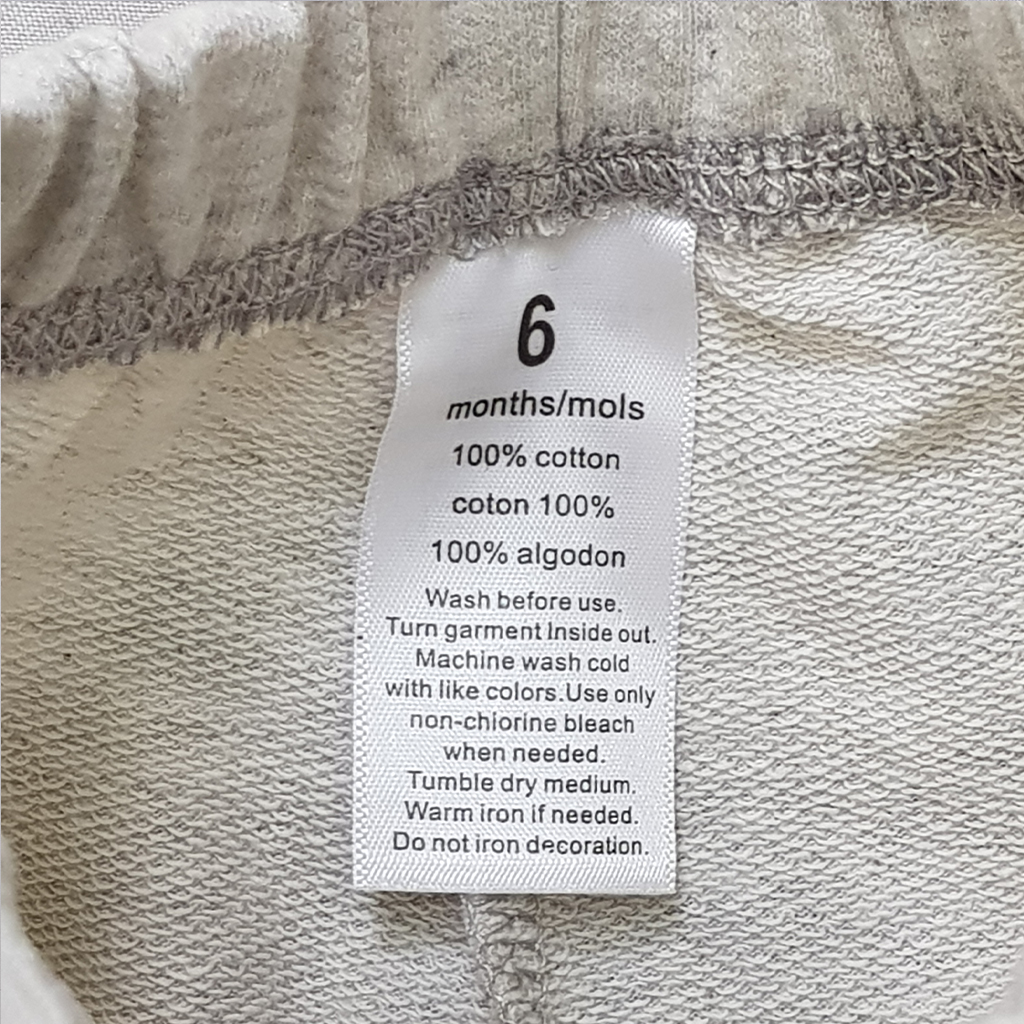 6
months/mols
100% cotton
coton 100%
100% algodon
Wash before use.
Turn garment Inside out.
Machine wash cold
with like colors.Use only
non-chiorine bleach
when needed.
Tumble dry medium.
Warm iron if needed.
Do not iron decoration.